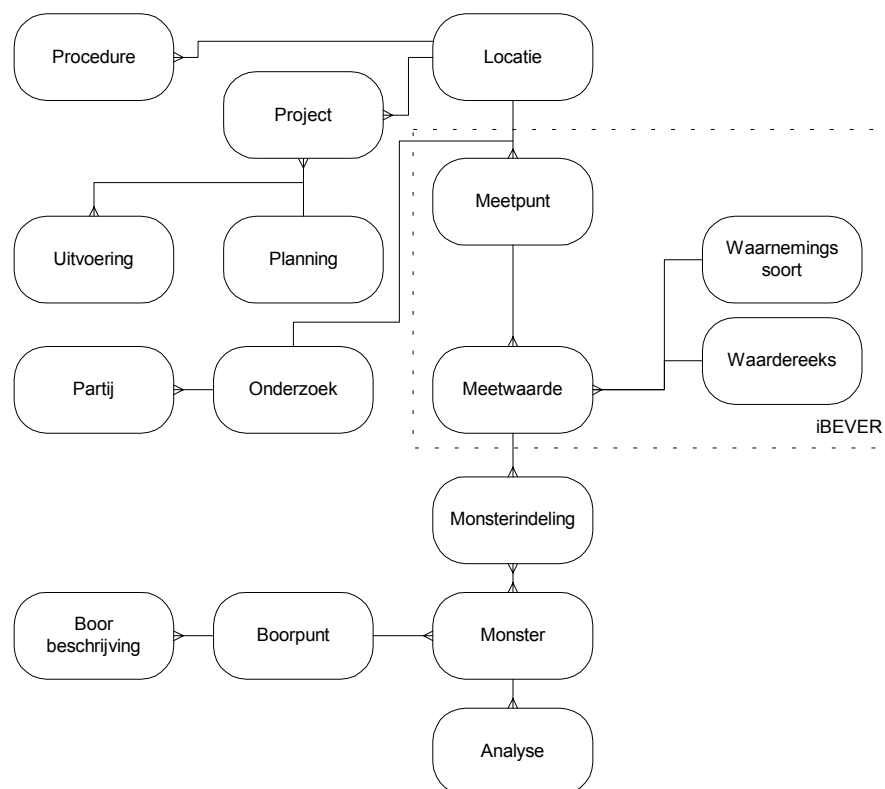 Procedure
Locatie
Project
Meetpunt
Uitvoering
Planning
Waarnemings
soort
Partij
Onderzoek
Meetwaarde
Waardereeks
iBEVER
Monsterindeling
Boor
beschrijving
Boorpunt
Monster
Analyse